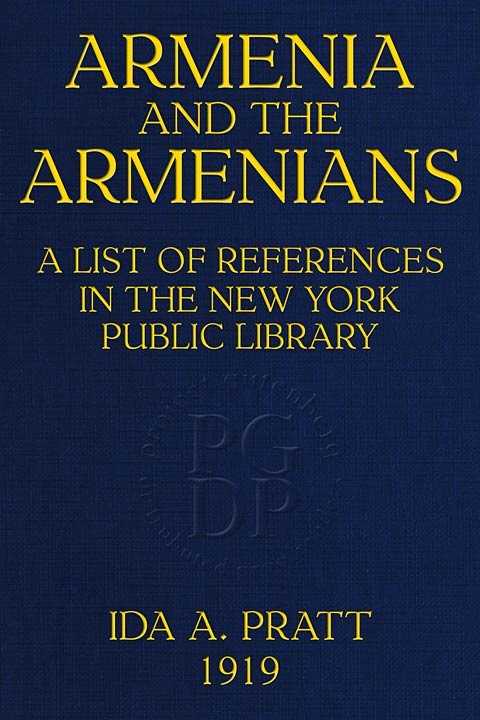 ARMENIA
AND THE
ARMENIANS
A LIST OF REFERENCES
IN THE NEW YORK
PUBLIC LIBRARY
PG
DP
IDA A. PRATT
1919